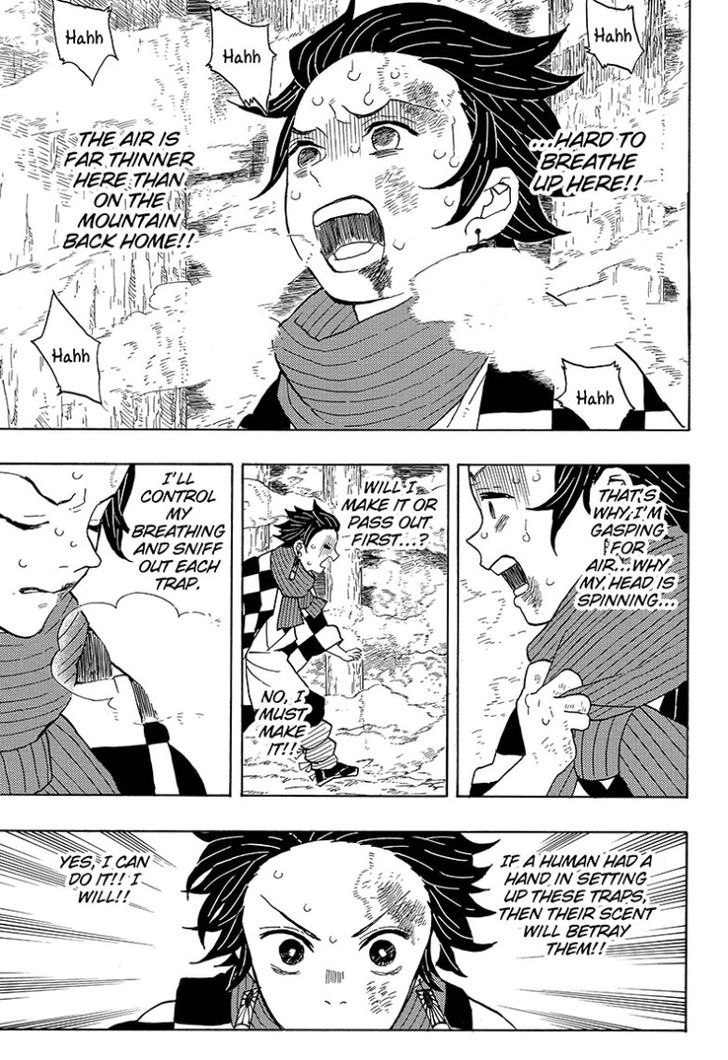 Hahh
...HARD TO
BREATHE
UP HERE!!
Hahh
Hahh
THE AIR IS
FAR THINNER
HERE THAN
ON THE
MOUNTAIN
BACK HOME!!
Hahh
Hahh
THAT'S
WHY I'M
GASPING
FOR
AIR...WHY
MY HEAD IS
SPINNING...
WILL I
MAKE IT OR
PASS OUT
FIRST...?
NO, I
MUST
MAKE
IT!!
I'LL
CONTROL
MY
BREATHING
AND SNIFF
OUT EACH
TRAP.
IF A HUMAN HAD A
HAND IN SETTING
UP THESE TRAPS,
THEN THEIR SCENT
WILL BETRAY
THEM!!
YES, I CAN
DO IT!! I
WILL!!